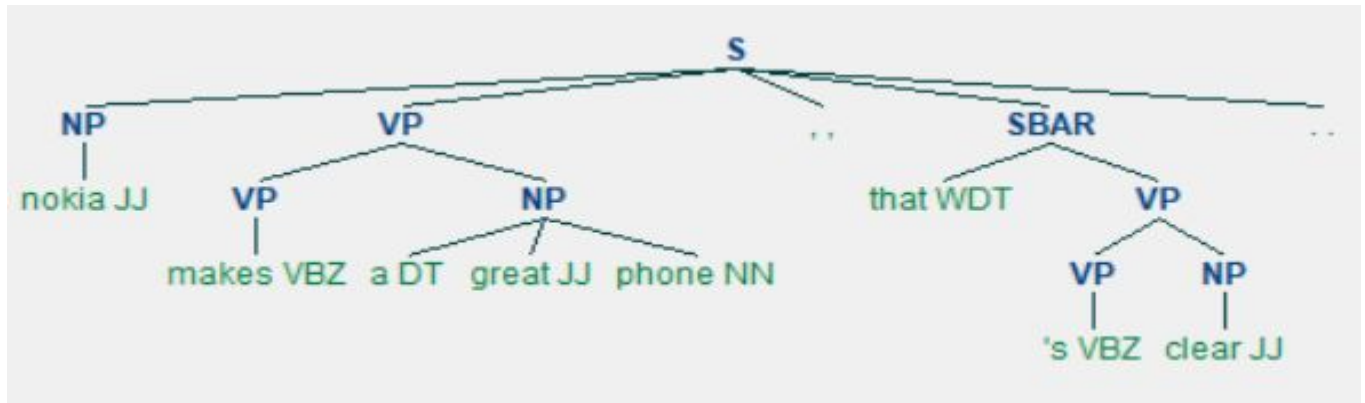 S
NP VP , , SBAR . .
nokia JJ VP NP that WDT VP
makes VBZ a DT great JJ phone NN VP NP
's VBZ clear JJ